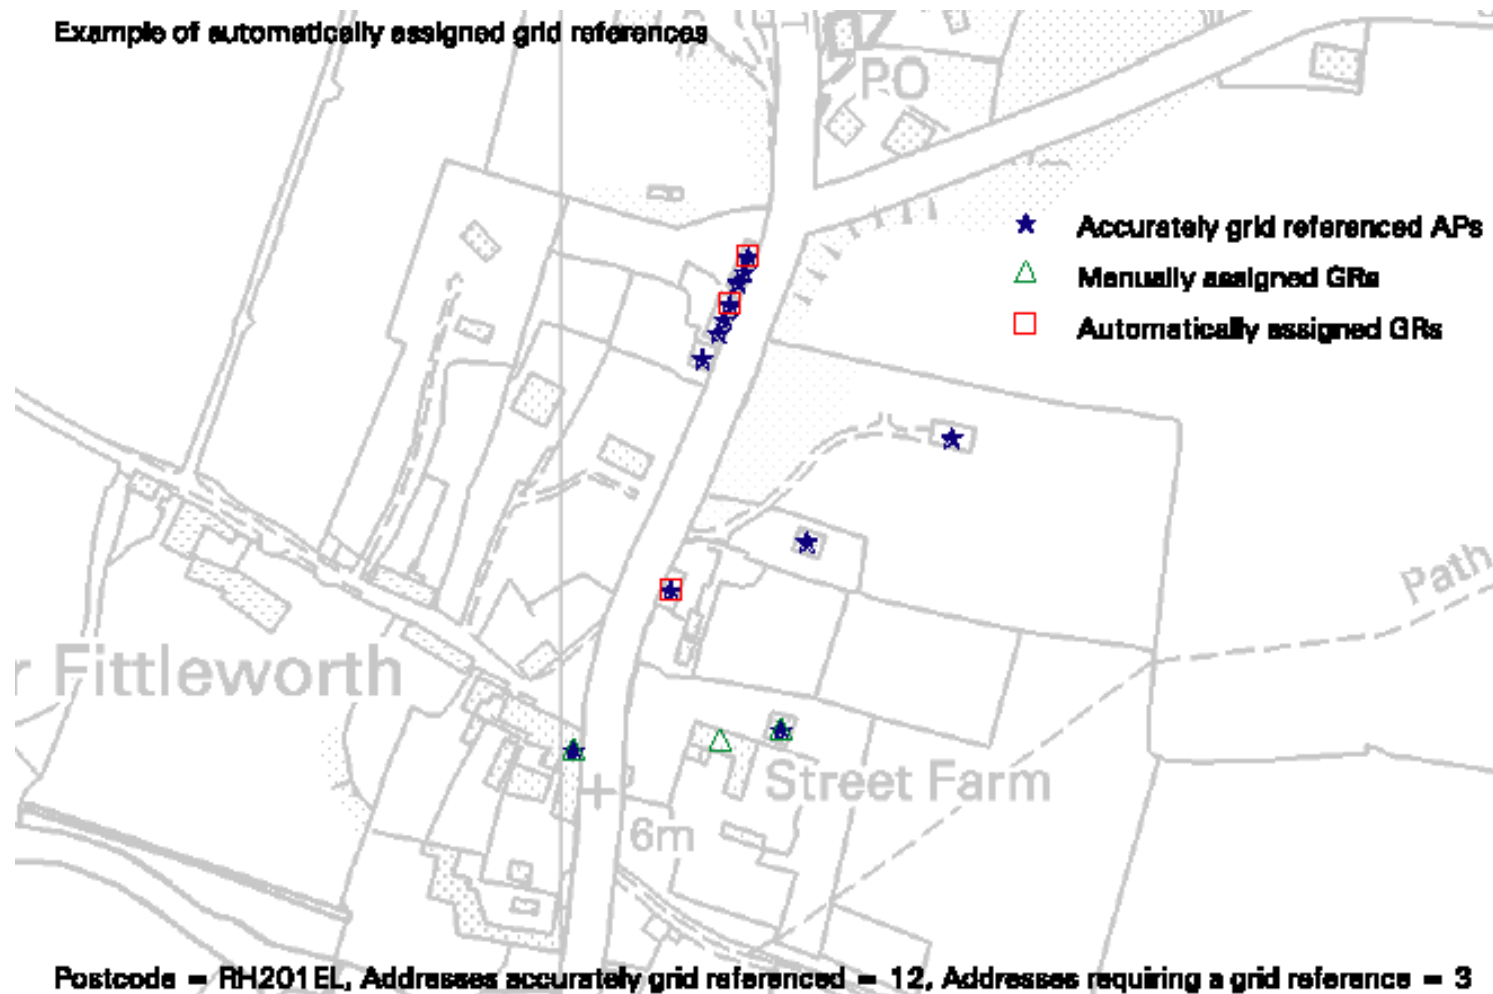 Example of automatically assigned grid references
PO
Accurately grid referenced APs
Manually assigned GRs
Automatically assigned GRs
Path
r Fittleworth
Street Farm
6m
Postcode = RH201EL, Addresses accurately grid referenced = 12, Addresses requiring a grid reference = 3